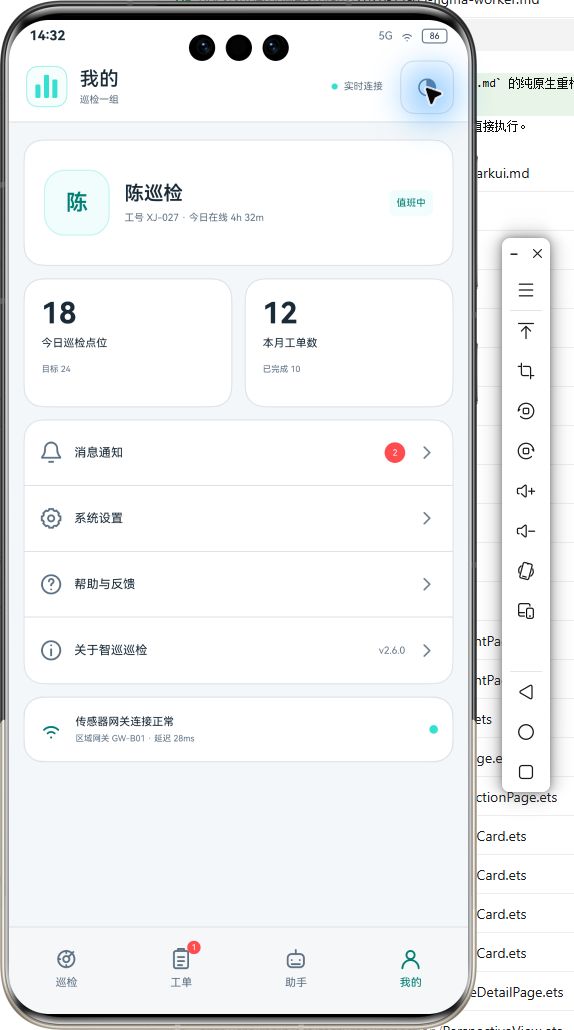 14:32
5G
86
我的
巡检一组
实时连接
陈
陈巡检
工号 XJ-027 · 今日在线 4h 32m
值班中
18
今日巡检点位
目标 24
12
本月工单数
已完成 10
消息通知
2
系统设置
帮助与反馈
关于智巡巡检
v2.6.0
传感器网关连接正常
区域网关 GW-B01 · 延迟 28ms
巡检
工单
1
助手
我的
gma-worker.md
.md` 的纯原生重构
直接执行。
arkui.md
ntPa
ntPa
ets
ge.e
ctionPage.ets
Card.ets
Card.ets
Card.ets
Card.ets
eDetailPage.ets